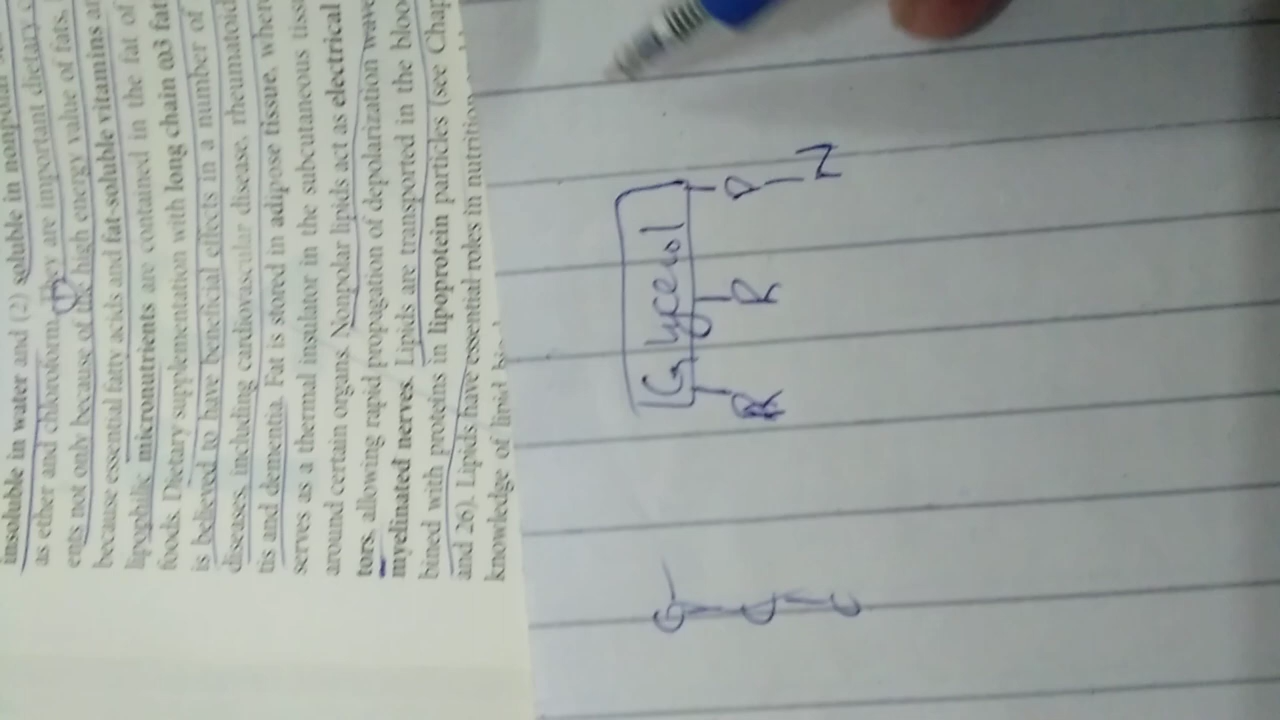 insoluble in water and (2) soluble in nonpolar
as ether and chloroform. They are important dietary
ents not only because of the high energy value of fats,
because essential fatty acids and fat-soluble vitamins
lipophilic micronutrients are contained in the fat of
foods. Dietary supplementation with long chain ω3 fat
is believed to have beneficial effects in a number of
diseases, including cardiovascular disease, rheumatoid
tis and dementia. Fat is stored in adipose tissue, where
serves as a thermal insulator in the subcutaneous
around certain organs. Nonpolar lipids act as electrical
tors, allowing rapid propagation of depolarization wave
myelinated nerves. Lipids are transported in the bloo
bined with proteins in lipoprotein particles (see Chap
and 26). Lipids have essential roles in nutrition
knowledge of lipid
Glycerol
R R P-N
C C